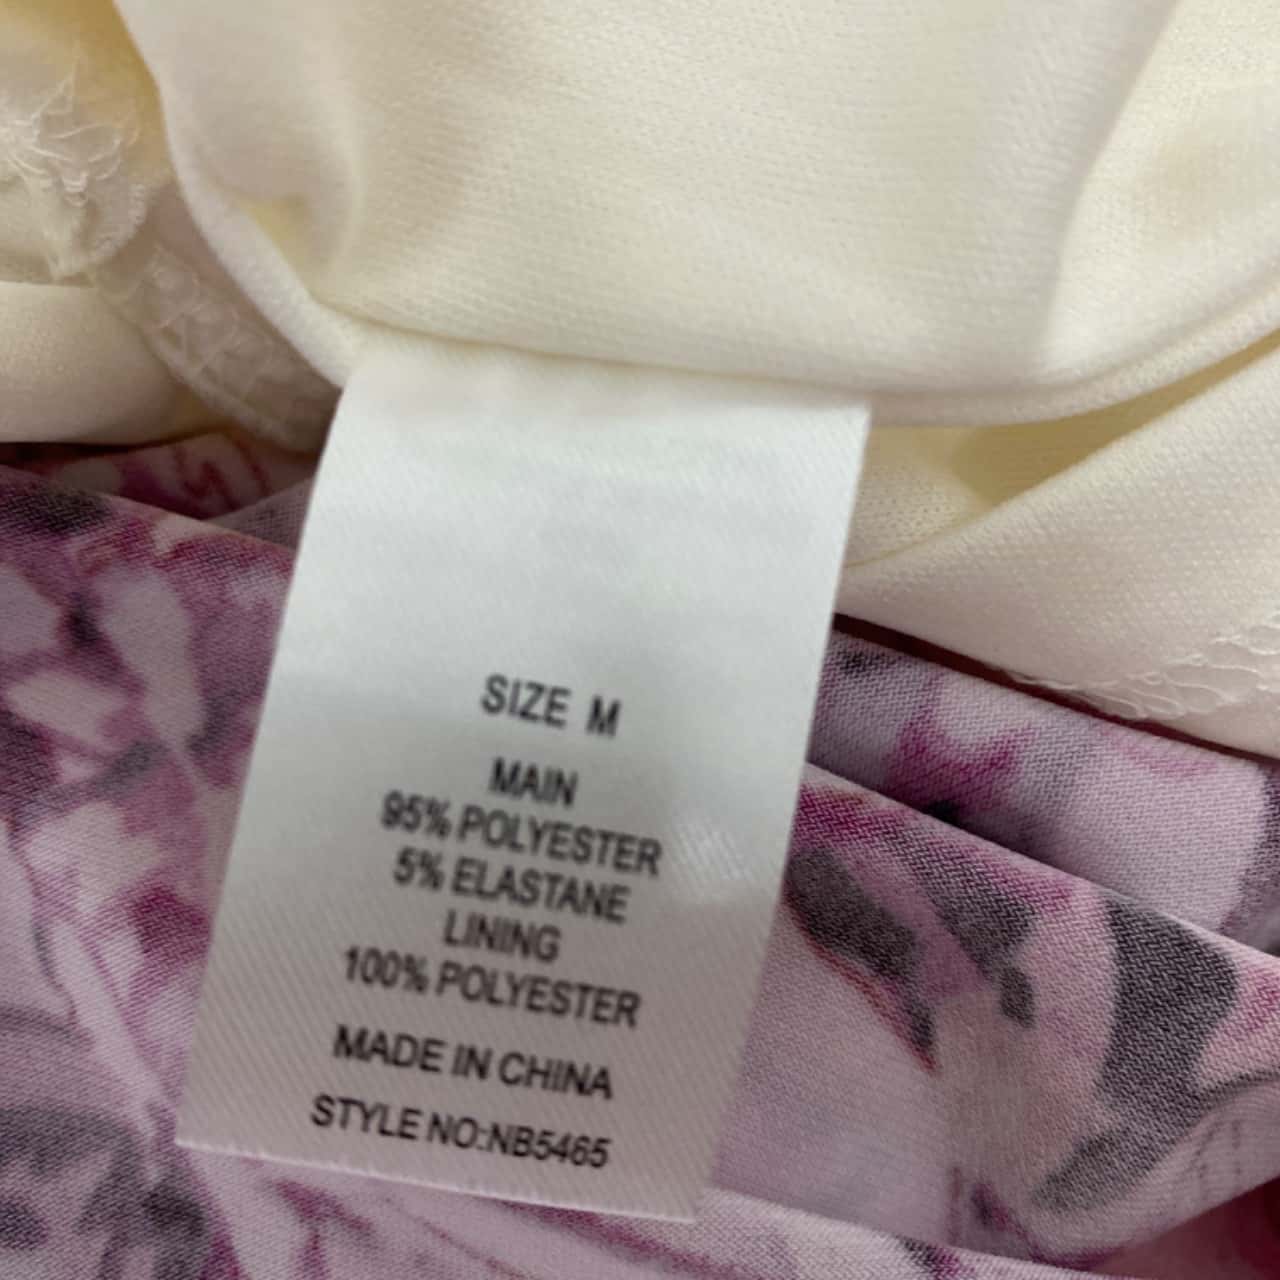 SIZE M
MAIN
95% POLYESTER
5% ELASTANE
LINING
100% POLYESTER
MADE IN CHINA
STYLE NO:NB5465